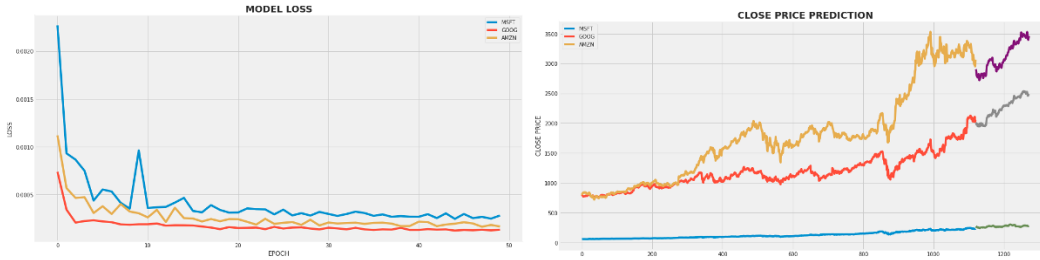 MODEL LOSS
MSFT
GOOG
AMZN
0.0020
0.0015
0.0010
0.0005
LOSS
0
10
20
30
40
50
EPOCH
CLOSE PRICE PREDICTION
MSFT
GOOG
AMZN
3500
3000
2500
2000
1500
1000
500
0
CLOSE PRICE
0
200
400
600
800
1000
1200